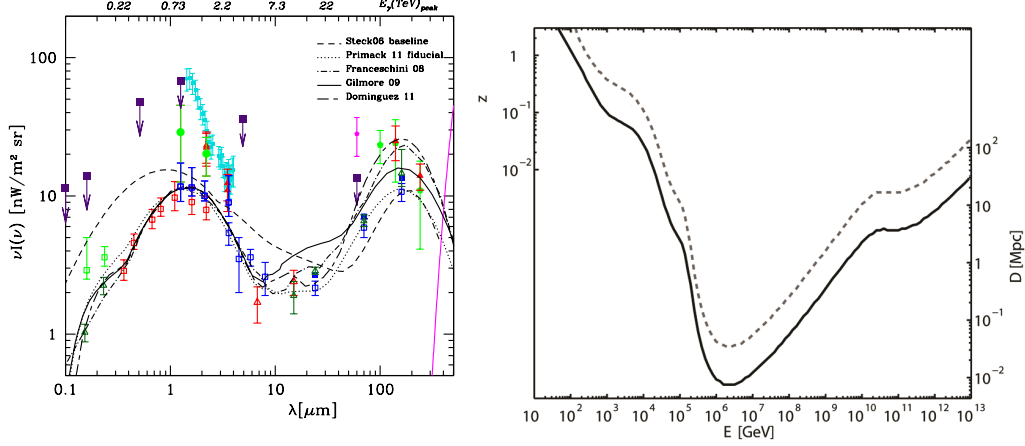 0.22 0.73 2.2 7.3 22 Eγ(TeV)peak
100
10
1
νI(ν) [nW/m² sr]
Steck06 baseline
Primack 11 fiducial
Franceschini 08
Gilmore 09
Dominguez 11
0.1 1 10 100
λ[μm]
1
10⁻¹
10⁻²
z
10²
10
1
10⁻¹
10⁻²
D [Mpc]
10 10² 10³ 10⁴ 10⁵ 10⁶ 10⁷ 10⁸ 10⁹ 10¹⁰ 10¹¹ 10¹² 10¹³
E [GeV]